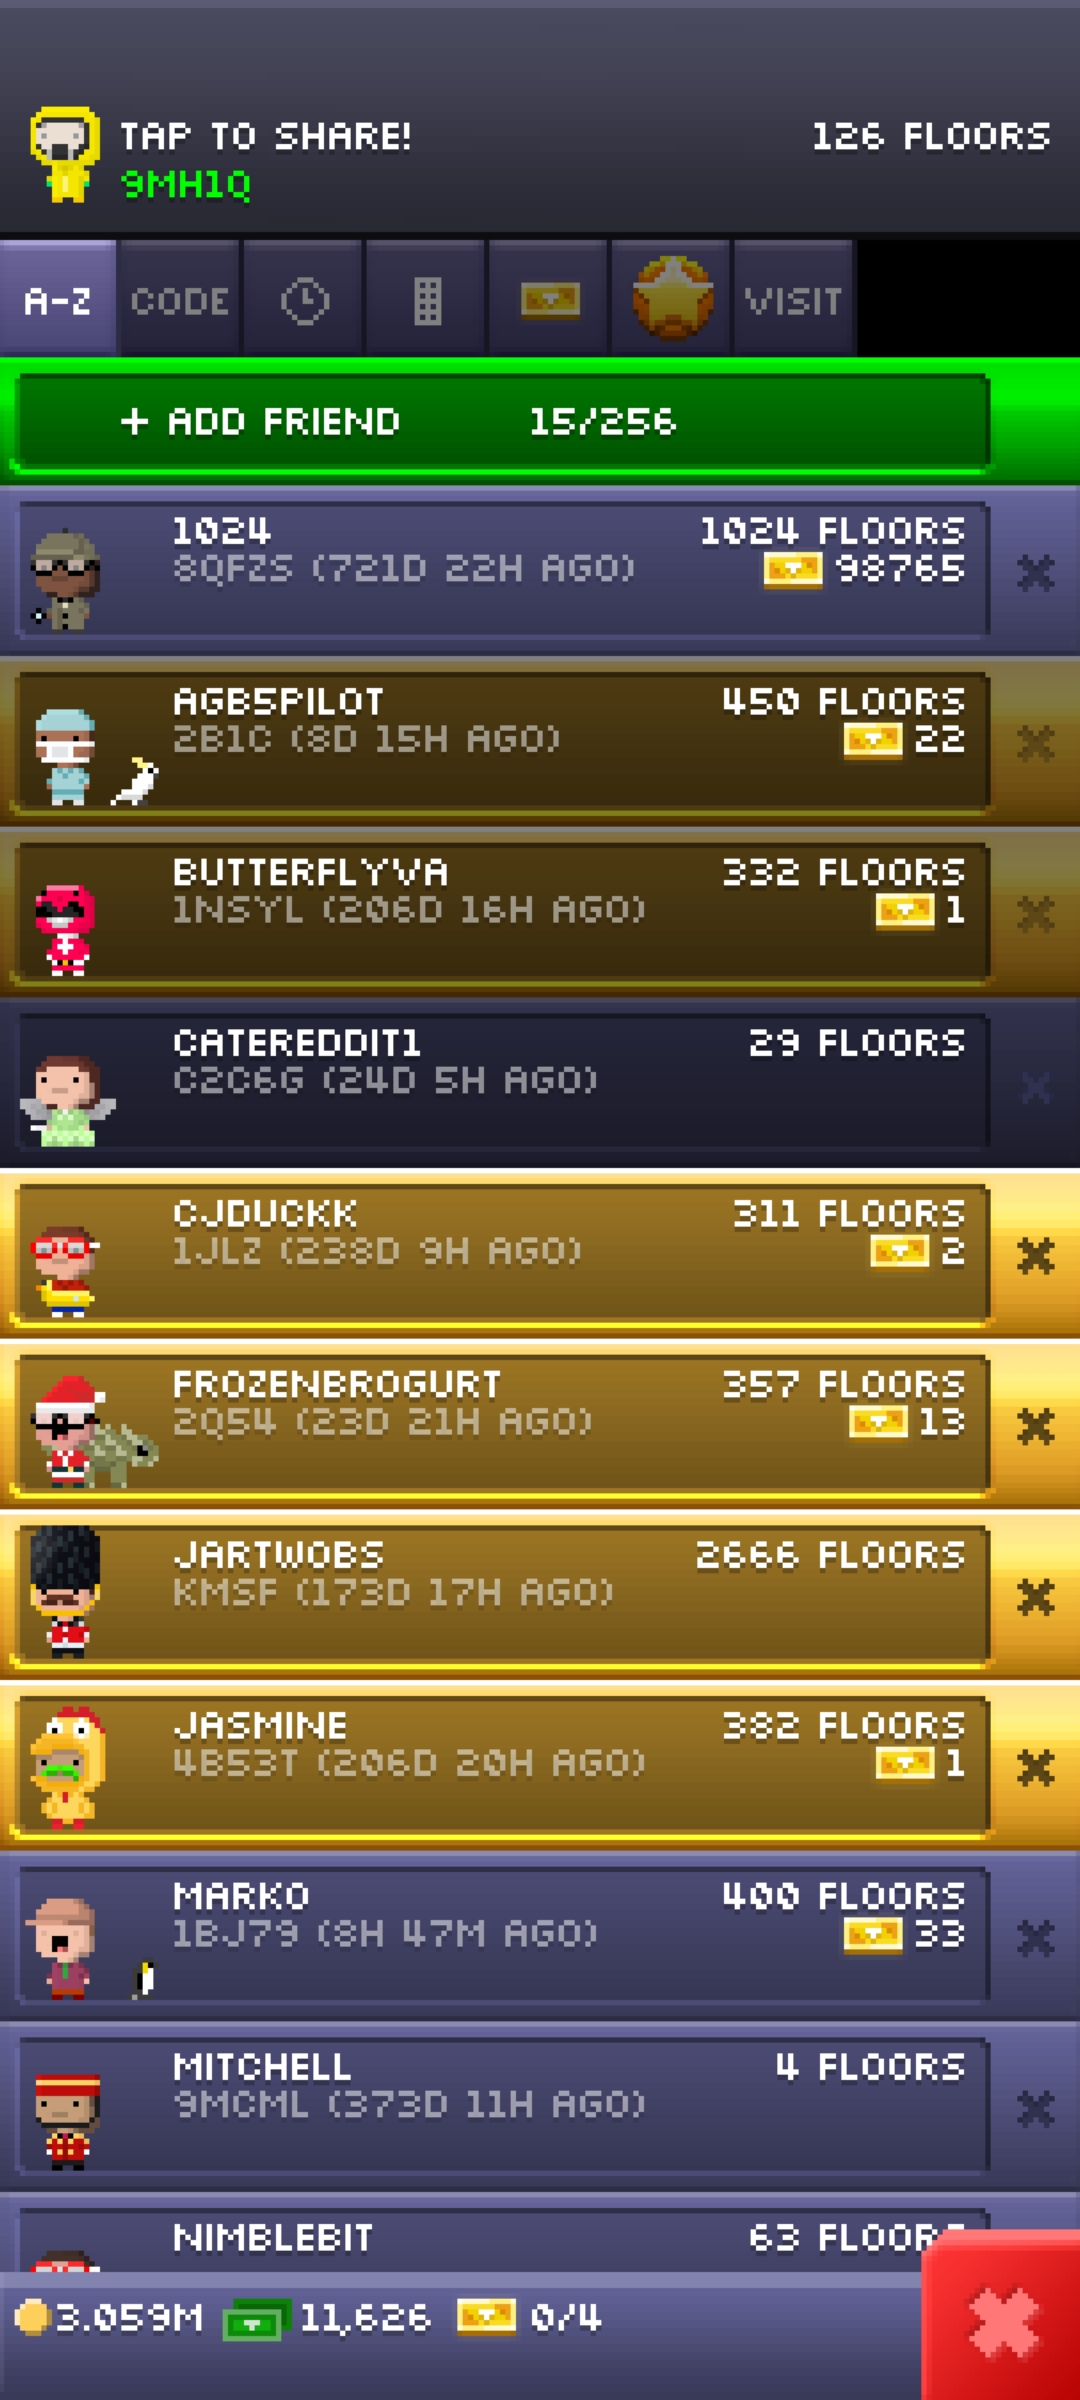 TAP TO SHARE! 126 FLOORS
9MH1Q
A-Z CODE VISIT
+ ADD FRIEND 15/256
1024 1024 FLOORS
8QFZS (721D 22H AGO) 98765
AGB5PILOT 450 FLOORS
2B1C (8D 15H AGO) 22
BUTTERFLYVA 332 FLOORS
1NSYL (206D 16H AGO) 1
CATEREDDIT1 29 FLOORS
C2C6G (24D 5H AGO)
CJDUCKK 311 FLOORS
1JLZ (238D 9H AGO) 2
FROZENBROGURT 357 FLOORS
2Q54 (23D 21H AGO) 13
JARTWOBS 2666 FLOORS
KMSF (173D 17H AGO)
JASMINE 382 FLOORS
4B53T (206D 20H AGO) 1
MARKO 400 FLOORS
1BJ79 (8H 47M AGO) 33
MITCHELL 4 FLOORS
9MCML (373D 11H AGO)
NIMBLEBIT 63 FLOORS
3.059M 11,626 0/4